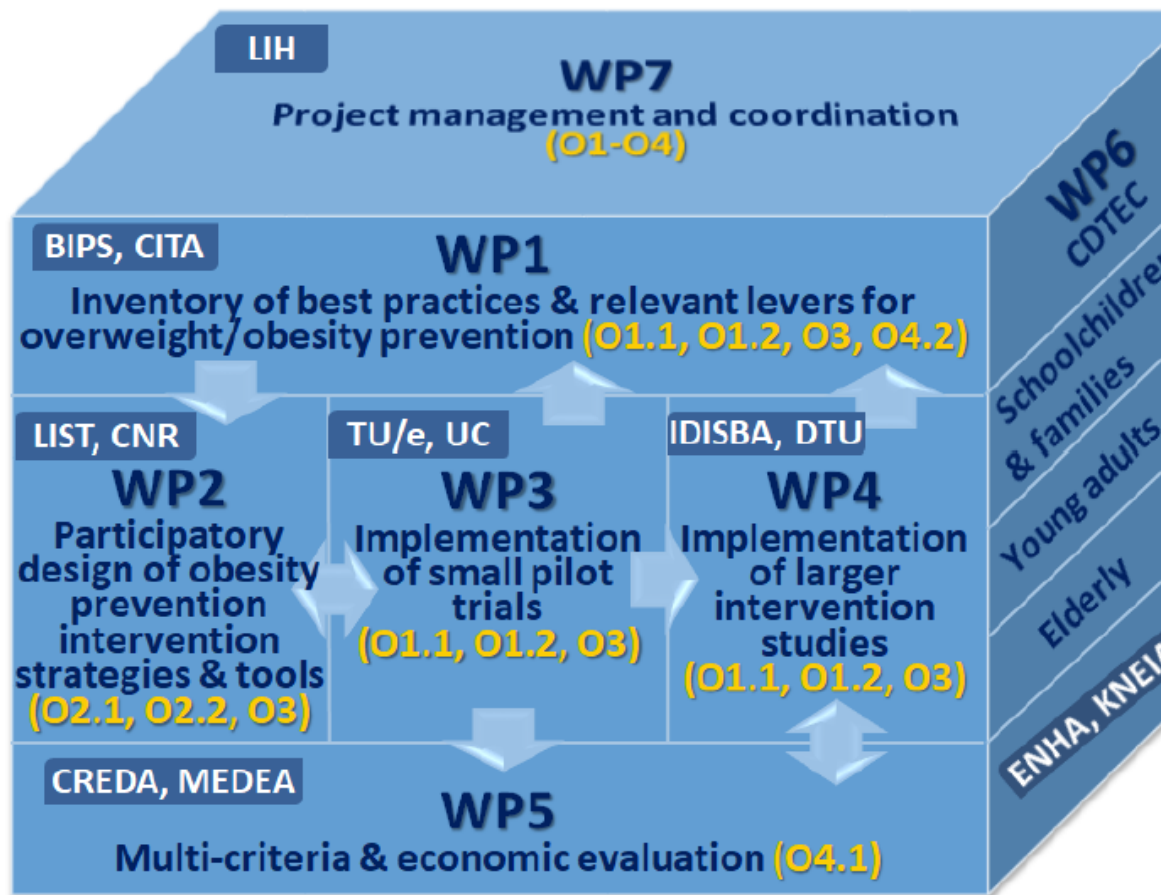 LIH
WP7
Project management and coordination
(O1-O4)
BIPS, CITA
WP1
Inventory of best practices & relevant levers for
overweight/obesity prevention (O1.1, O1.2, O3, O4.2)
LIST, CNR
WP2
Participatory
design of obesity
prevention
intervention
strategies & tools
(O2.1, O2.2, O3)
TU/e, UC
WP3
Implementation
of small pilot
trials
(O1.1, O1.2, O3)
IDISBA, DTU
WP4
Implementation
of larger
intervention
studies
(O1.1, O1.2, O3)
CREDA, MEDEA
WP5
Multi-criteria & economic evaluation (O4.1)
WP6
CDTEC
Schoolchildren
& families
Young adults
Elderly
ENHA, KNEIA